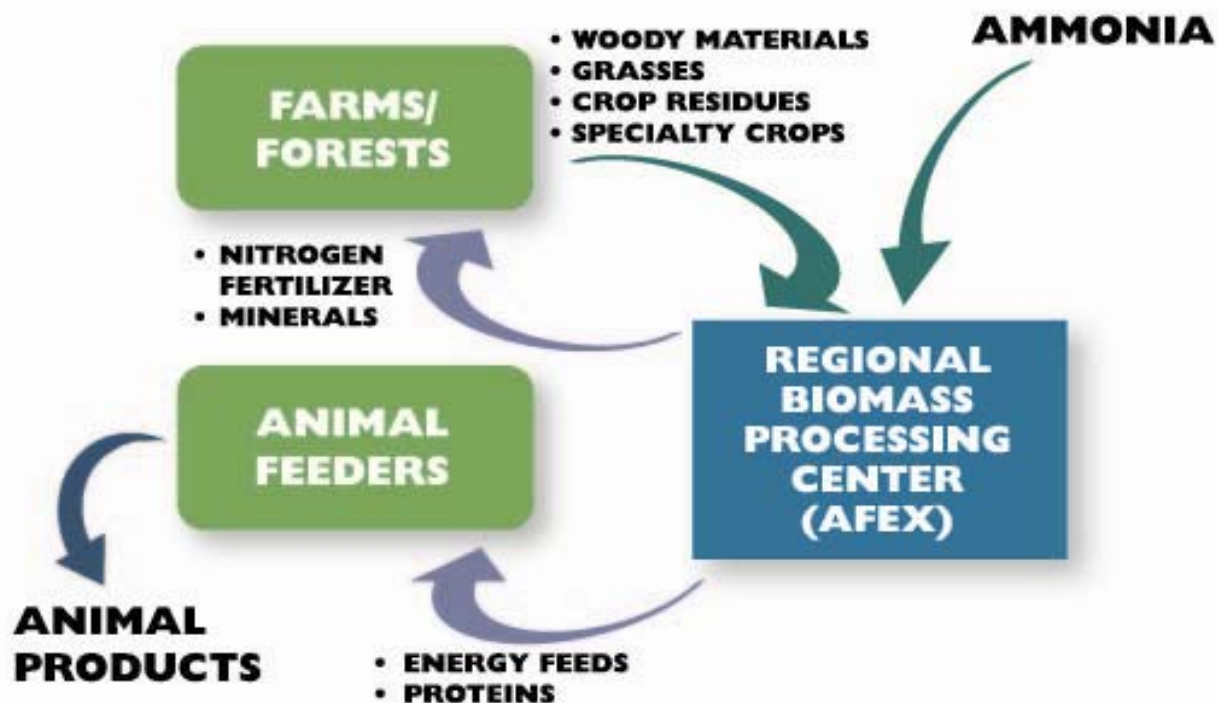 FARMS/
FORESTS
• WOODY MATERIALS
• GRASSES
• CROP RESIDUES
• SPECIALTY CROPS
AMMONIA
• NITROGEN
FERTILIZER
• MINERALS
REGIONAL
BIOMASS
PROCESSING
CENTER
(AFEX)
ANIMAL
FEEDERS
ANIMAL
PRODUCTS
• ENERGY FEEDS
• PROTEINS